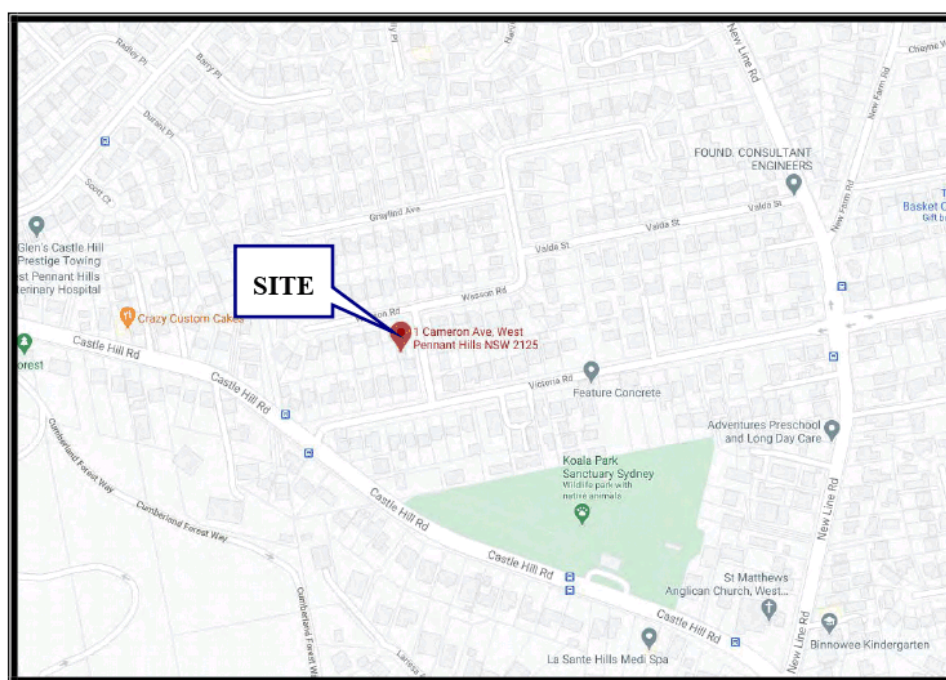 New Line Rd
Radley Pl
Barry Pl
Durant Pl
Scott Ct
New Farm Rd
FOUND. CONSULTANT
ENGINEERS
New Farm Rd
Basket C
Gift b
Valda St
Valda St
Valda St
Glen's Castle Hill
Prestige Towing
est Pennant Hills
terinary Hospital
SITE
Wesson Rd
Crazy Custom Cakes
1 Cameron Ave, West
Pennant Hills NSW 2125
Castle Hill Rd
orest
Victoria Rd
Feature Concrete
Castle Hill Rd
Adventures Preschool
and Long Day Care
Cumberland Forest Way
Koala Park
Sanctuary Sydney
Wildlife park with
native animals
Castle Hill Rd
New Line Rd
Cumberland Forest Way
Castle Hill Rd
St Matthews
Anglican Church, West...
Cumberland Forest Way
Castle Hill Rd
New Line Rd
Binnowee Kindergarten
La Sante Hills Medi Spa